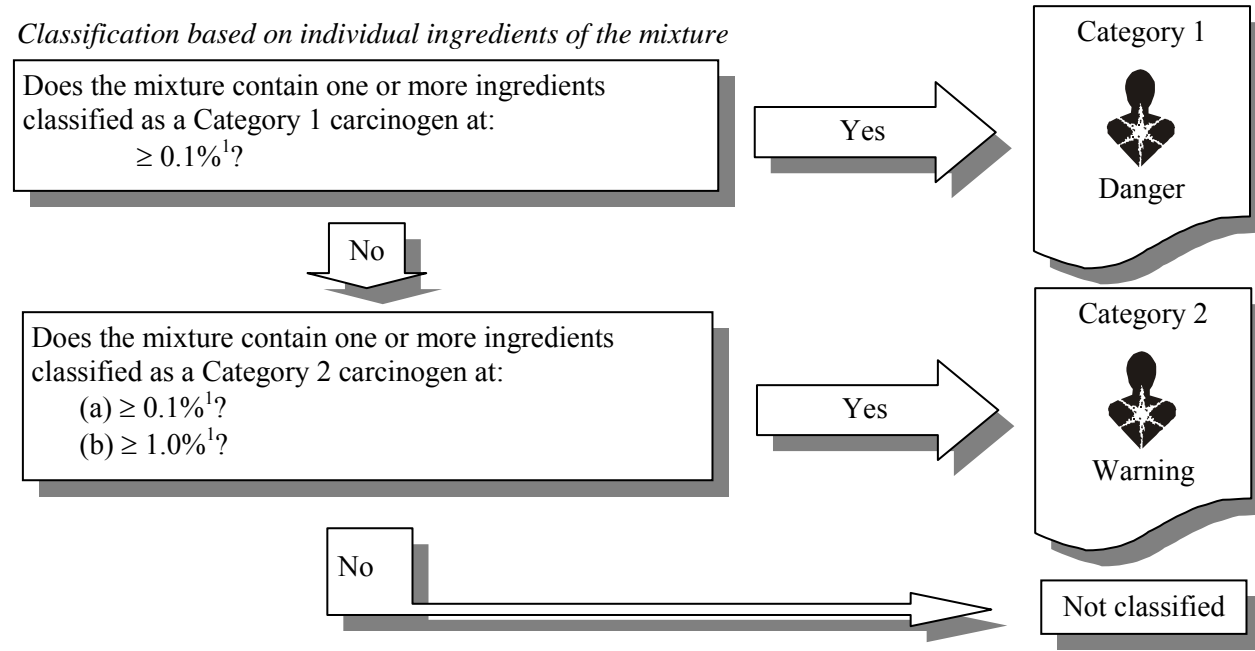 Classification based on individual ingredients of the mixture
Does the mixture contain one or more ingredients
classified as a Category 1 carcinogen at:
≥ 0.1%¹?
Yes
Category 1
Danger
No
Does the mixture contain one or more ingredients
classified as a Category 2 carcinogen at:
(a) ≥ 0.1%¹?
(b) ≥ 1.0%¹?
Yes
Category 2
Warning
No
Not classified